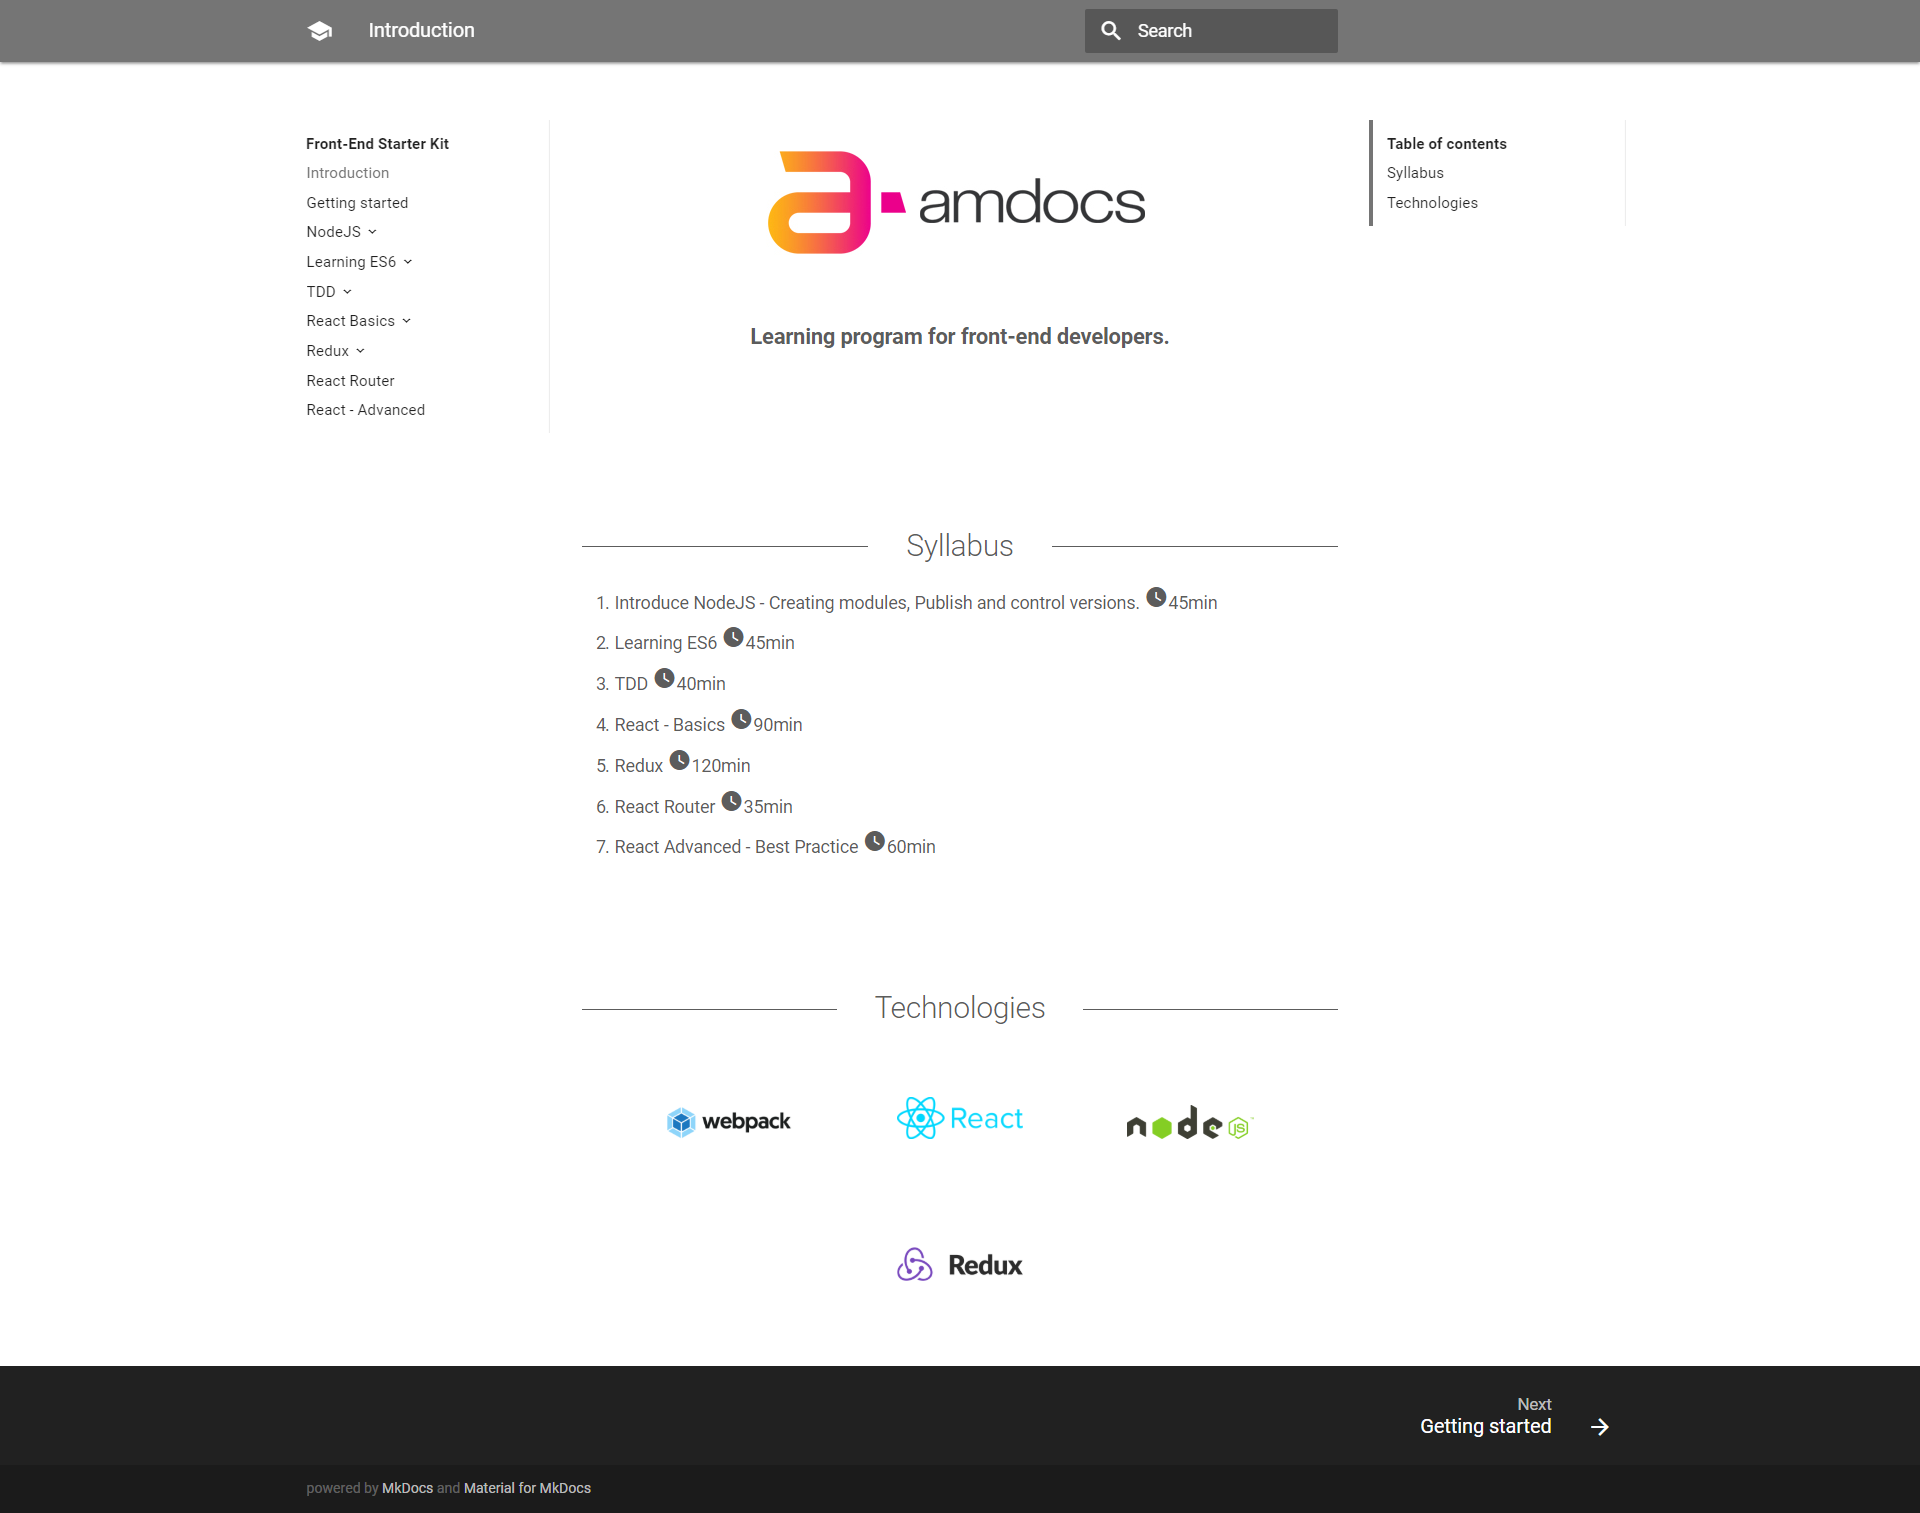 Introduction
Search
Front-End Starter Kit
Introduction
Getting started
NodeJS
Learning ES6
TDD
React Basics
Redux
React Router
React - Advanced
amdocs
Learning program for front-end developers.
Table of contents
Syllabus
Technologies
Syllabus
1. Introduce NodeJS - Creating modules, Publish and control versions. 45min
2. Learning ES6 45min
3. TDD 40min
4. React - Basics 90min
5. Redux 120min
6. React Router 35min
7. React Advanced - Best Practice 60min
Technologies
webpack
React
node JS
Redux
Next
Getting started
powered by MkDocs and Material for MkDocs